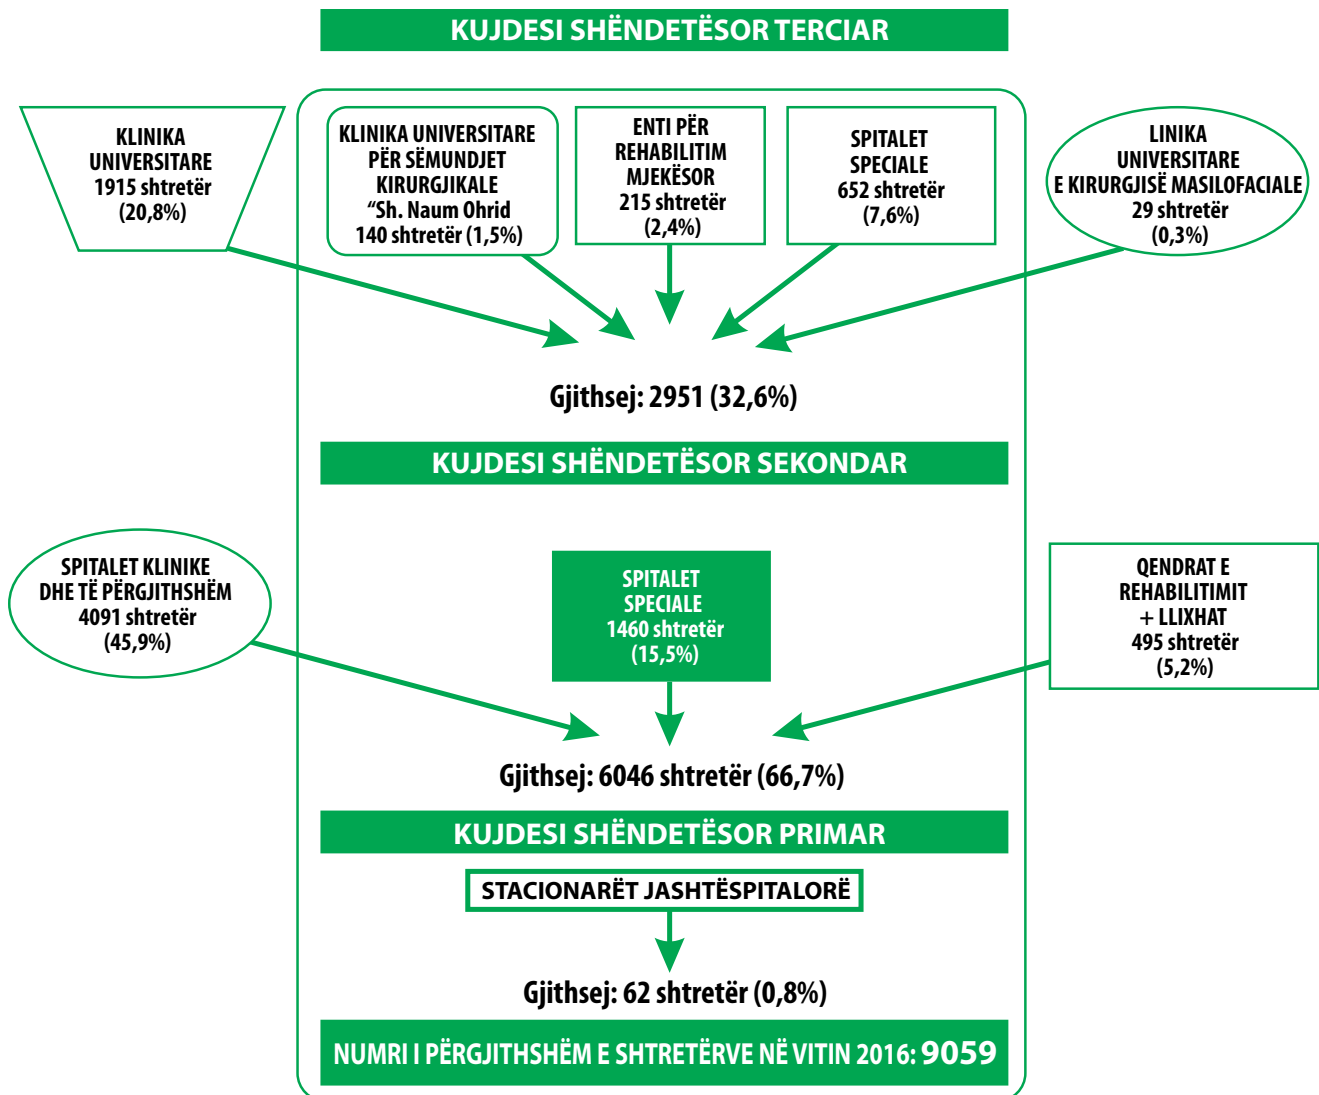 KUJDESI SHËNDETËSOR TERCIAR
KLINIKA
UNIVERSITARE
1915 shtretër
(20,8%)
KLINIKA UNIVERSITARE
PËR SËMUNDJET
KIRURGJIKALE
“Sh. Naum Ohrid
140 shtretër (1,5%)
ENTI PËR
REHABILITIM
MJEKËSOR
215 shtretër
(2,4%)
SPITALET
SPECIALE
652 shtretër
(7,6%)
LINIKA
UNIVERSITARE
E KIRURGJISË MASILOFACIALE
29 shtretër
(0,3%)
Gjithsej: 2951 (32,6%)
KUJDESI SHËNDETËSOR SEKONDAR
SPITALET KLINIKE
DHE TË PËRGJITHSHËM
4091 shtretër
(45,9%)
SPITALET
SPECIALE
1460 shtretër
(15,5%)
QENDRAT E
REHABILITIMIT
+ LLIXHAT
495 shtretër
(5,2%)
Gjithsej: 6046 shtretër (66,7%)
KUJDESI SHËNDETËSOR PRIMAR
STACIONARËT JASHTËSPITALORË
Gjithsej: 62 shtretër (0,8%)
NUMRI I PËRGJITHSHËM E SHTRETËRVE NË VITIN 2016: 9059